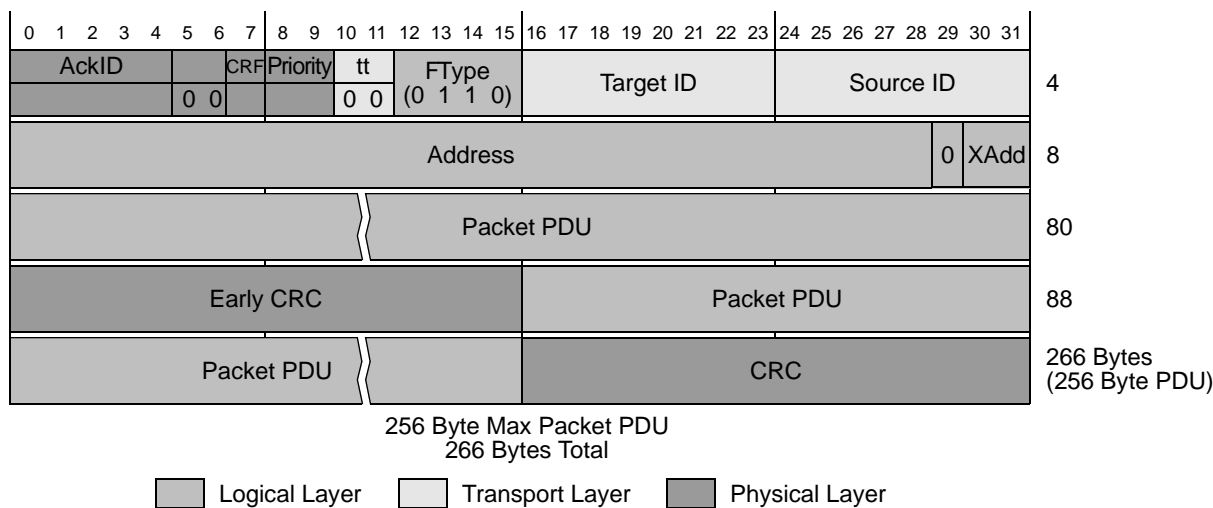 0 1 2 3 4 5 6 7 8 9 10 11 12 13 14 15 16 17 18 19 20 21 22 23 24 25 26 27 28 29 30 31
AckID CRF Priority tt FType Target ID Source ID 4
0 0 0 0 (0 1 1 0)
Address 0 XAdd 8
Packet PDU 80
Early CRC Packet PDU 88
Packet PDU CRC 266 Bytes
(256 Byte PDU)
256 Byte Max Packet PDU
266 Bytes Total
Logical Layer Transport Layer Physical Layer